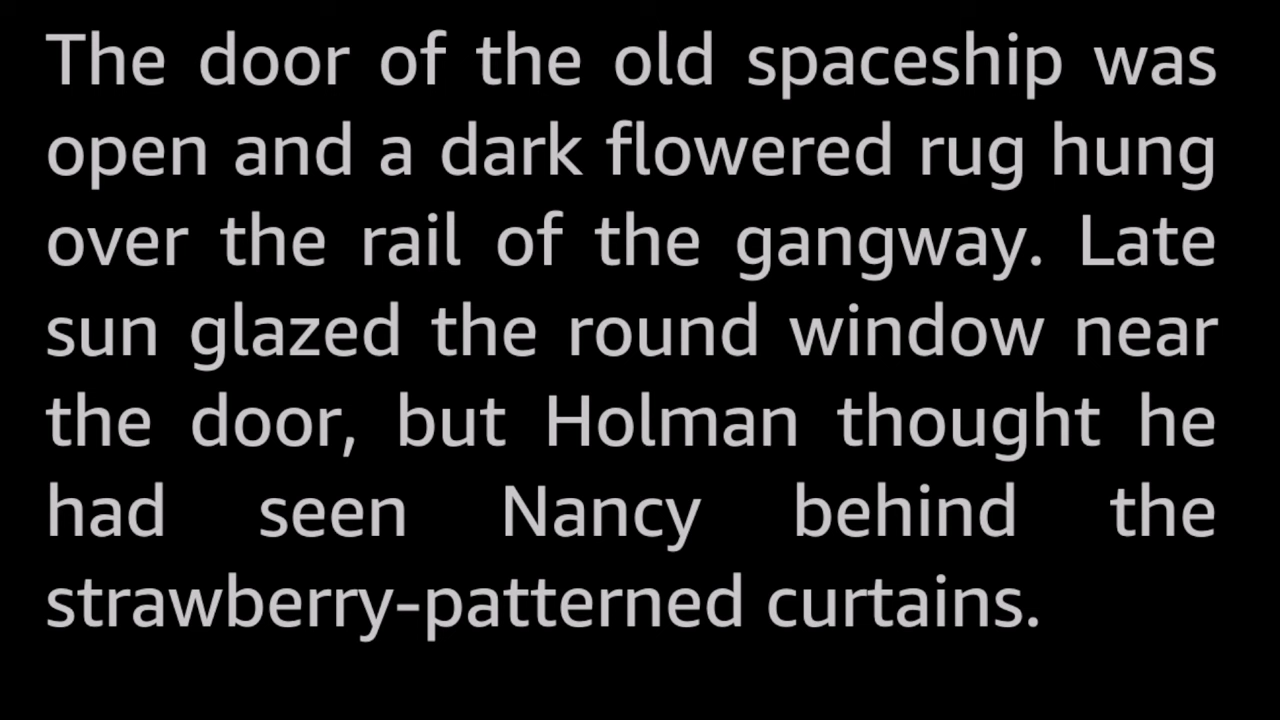 The door of the old spaceship was
open and a dark flowered rug hung
over the rail of the gangway. Late
sun glazed the round window near
the door, but Holman thought he
had seen Nancy behind the
strawberry-patterned curtains.